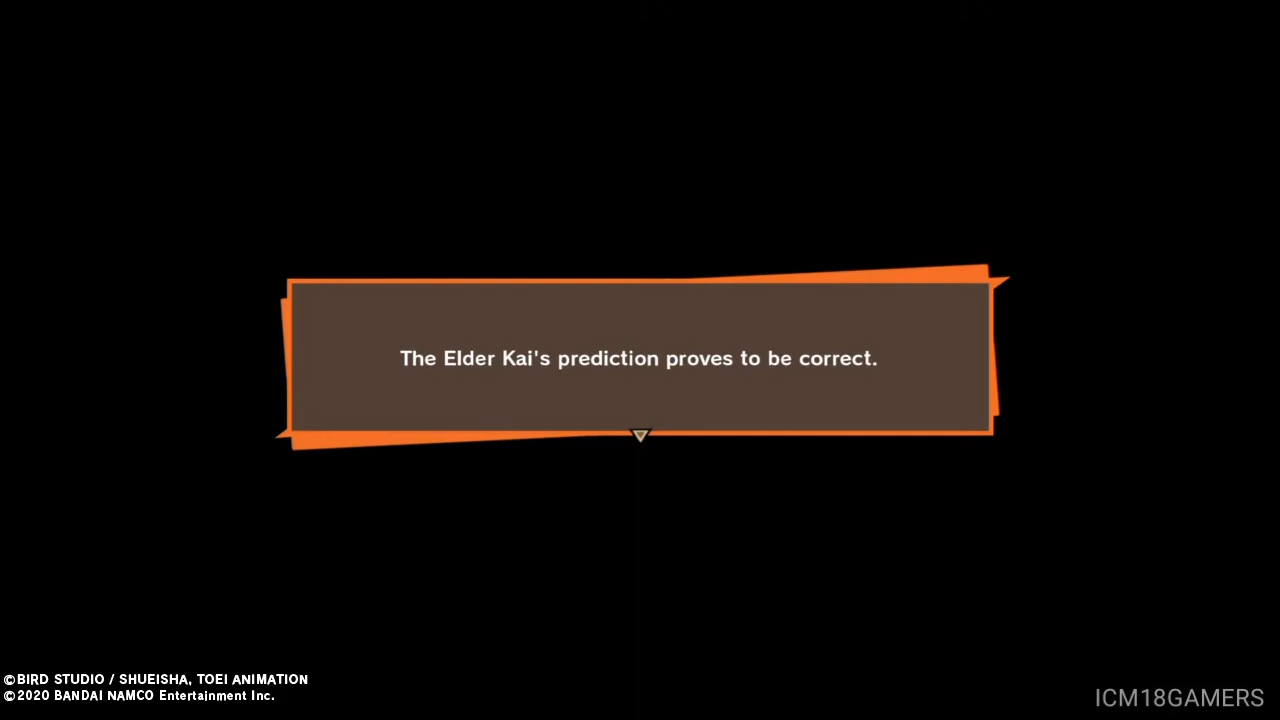 The Elder Kai's prediction proves to be correct.
©BIRD STUDIO / SHUEISHA, TOEI ANIMATION
©2020 BANDAI NAMCO Entertainment Inc.
ICM18GAMERS